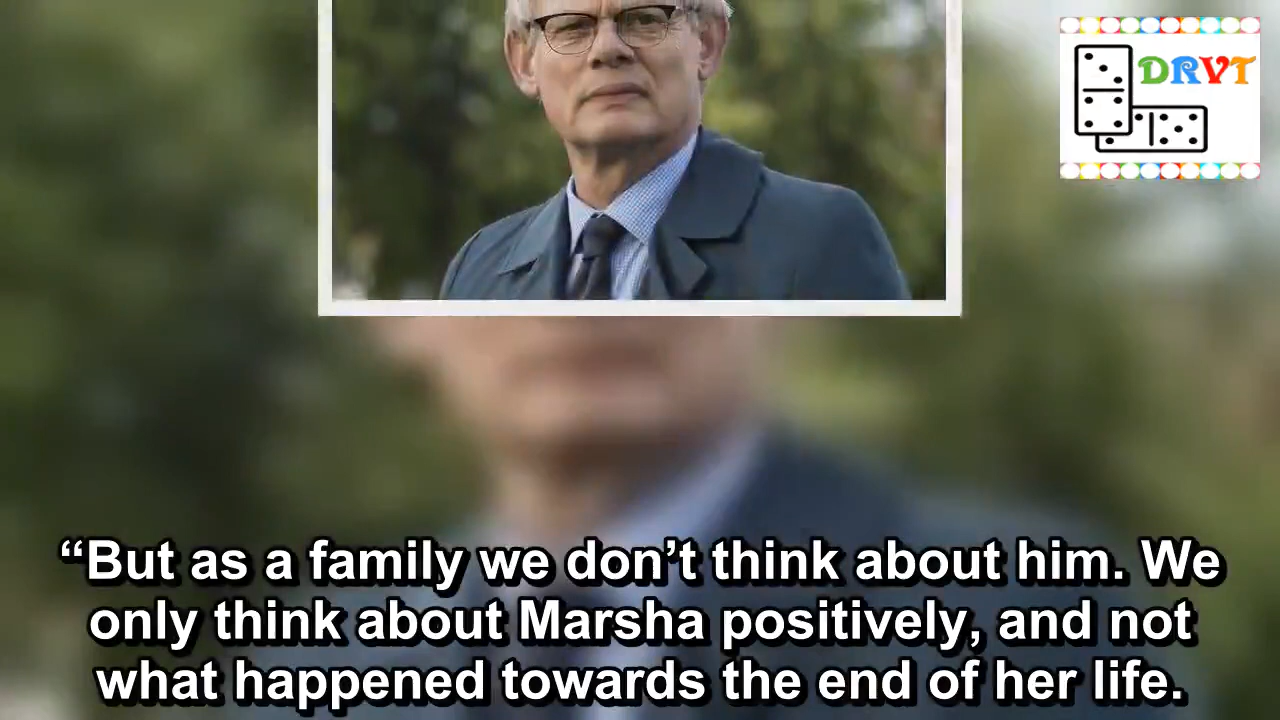 DRVT
“But as a family we don’t think about him. We
only think about Marsha positively, and not
what happened towards the end of her life.